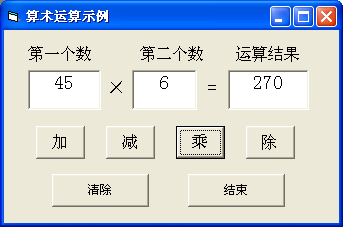 算术运算示例
第一个数 第二个数 运算结果
45 × 6 = 270
加 减 乘 除
清除 结束